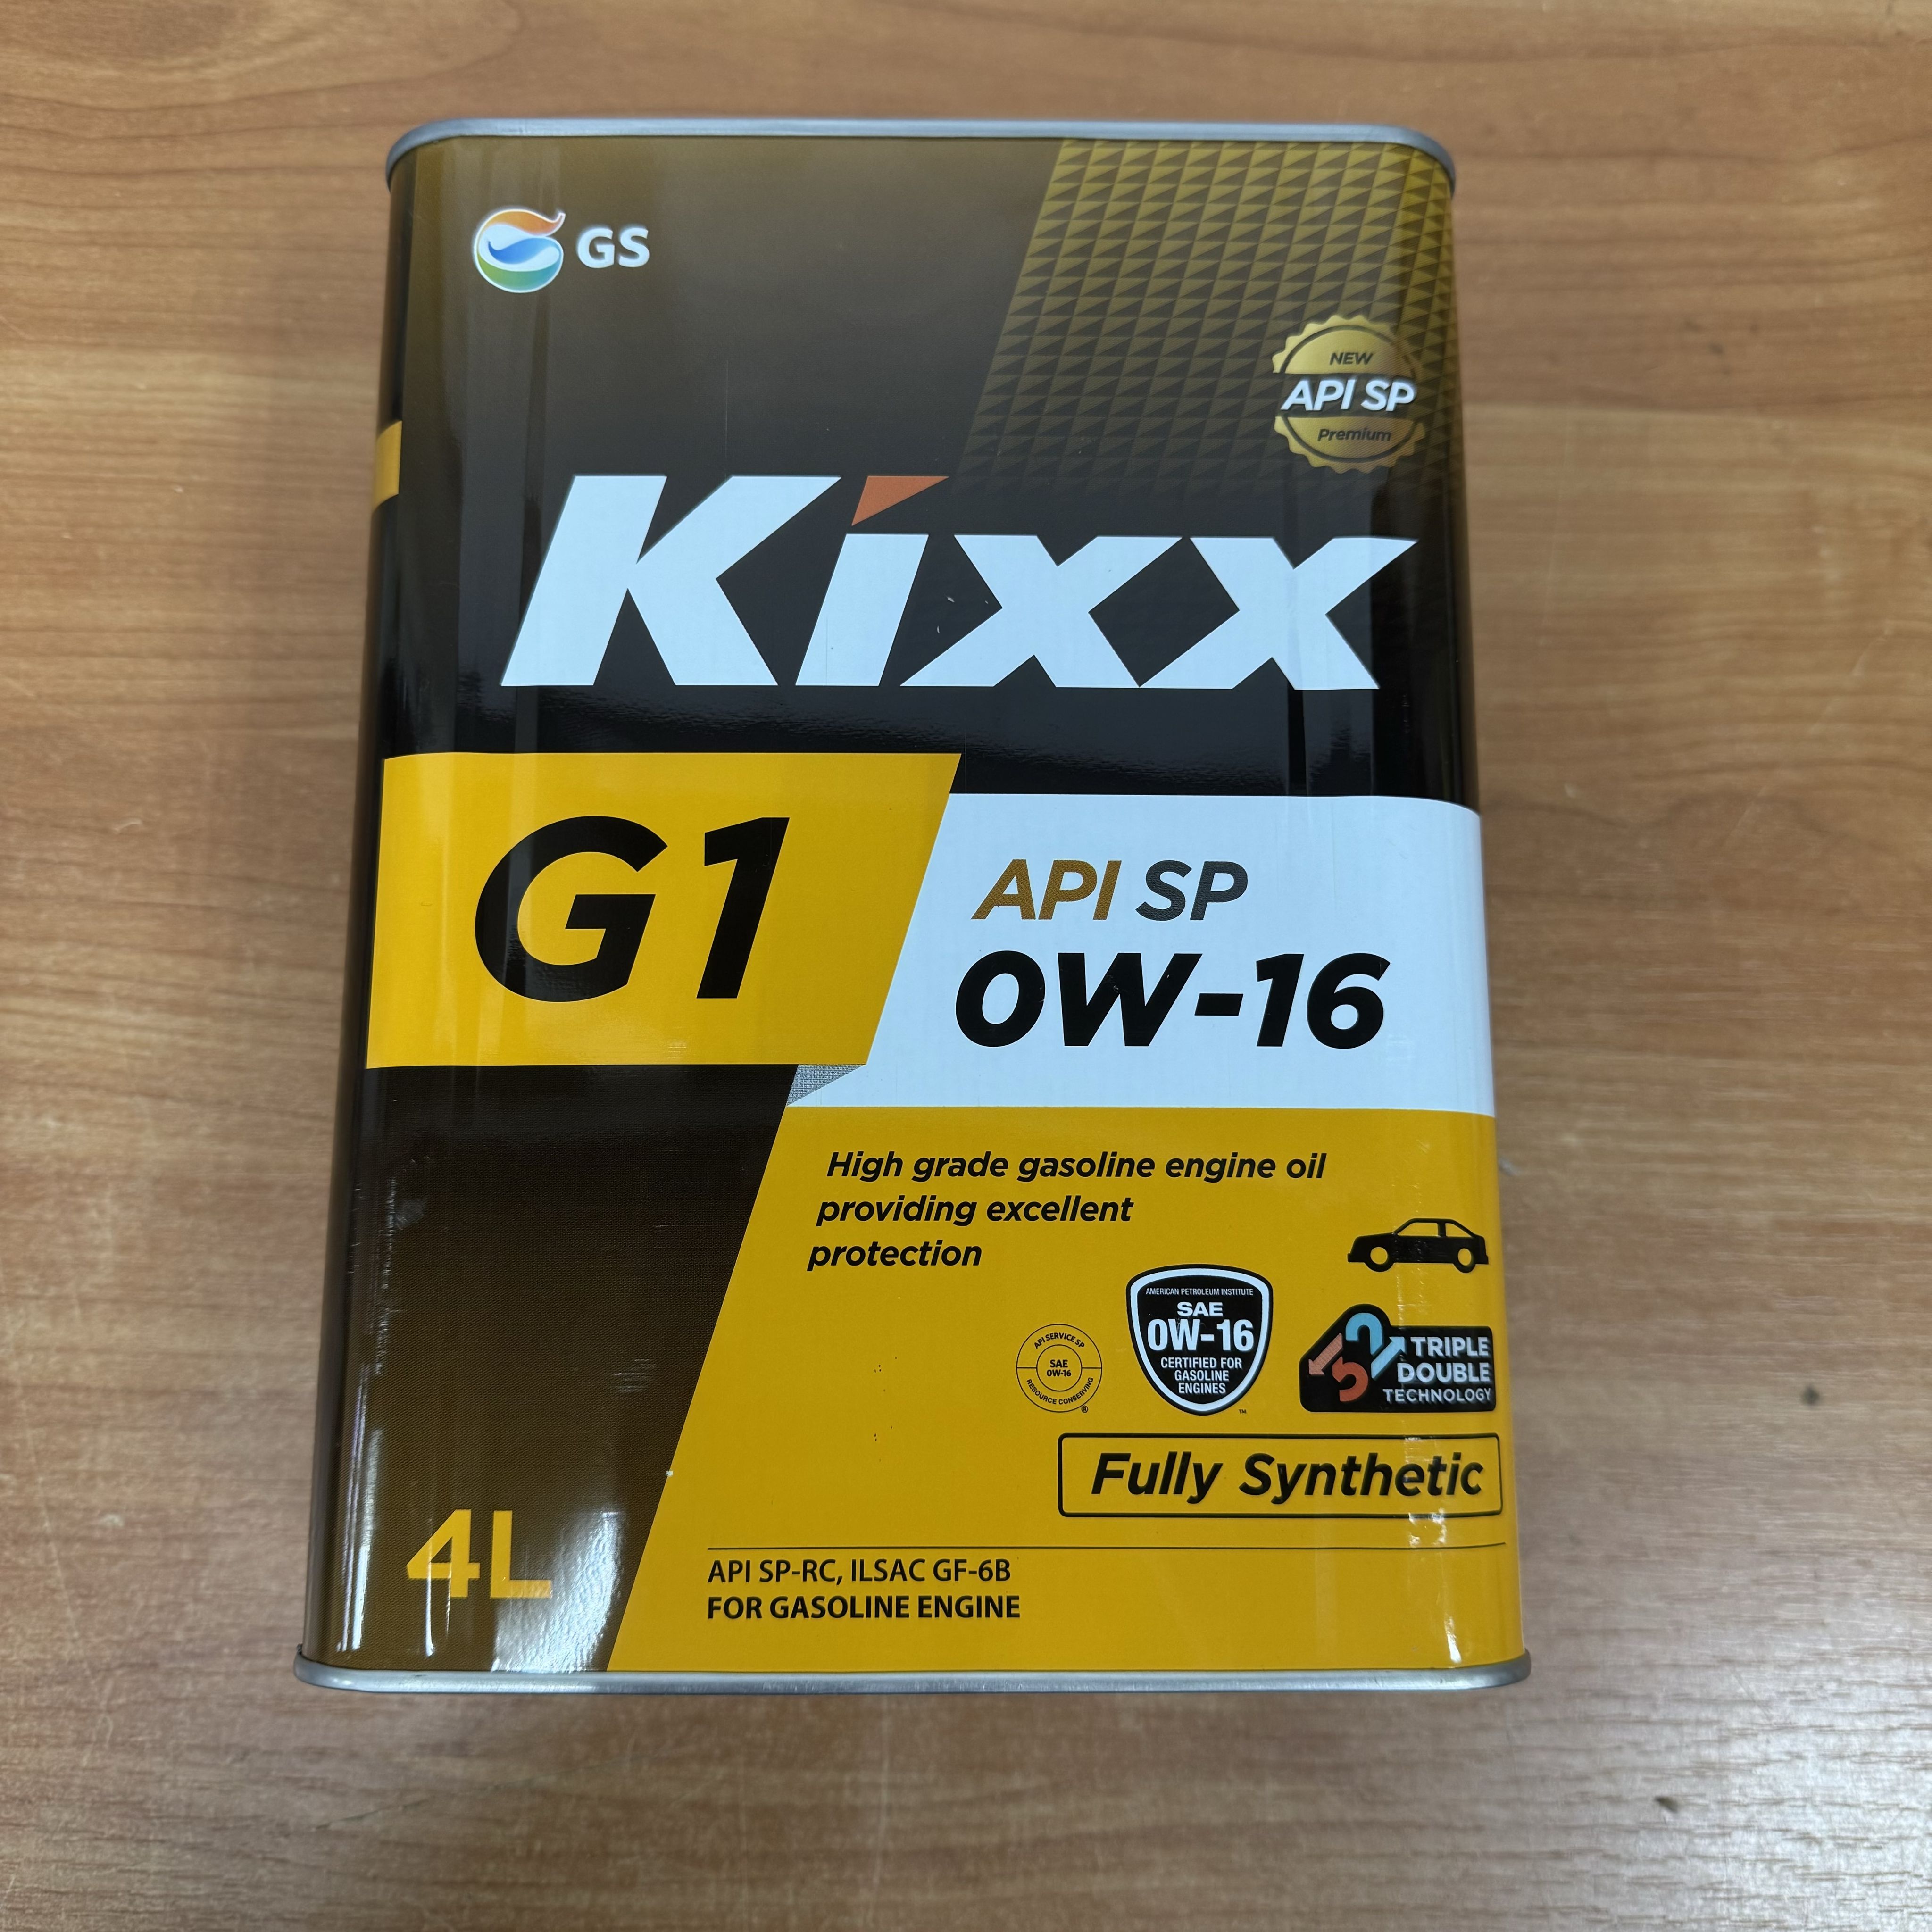 GS
NEW
API SP
Premium
Kixx
G1
API SP
0W-16
High grade gasoline engine oil
providing excellent
protection
AMERICAN PETROLEUM INSTITUTE
SAE
0W-16
CERTIFIED FOR
GASOLINE
ENGINES
TM
API SERVICE SP
SAE
0W-16
RESOURCE CONSERVING
®
TRIPLE
DOUBLE
TECHNOLOGY
Fully Synthetic
4L
API SP-RC, ILSAC GF-6B
FOR GASOLINE ENGINE